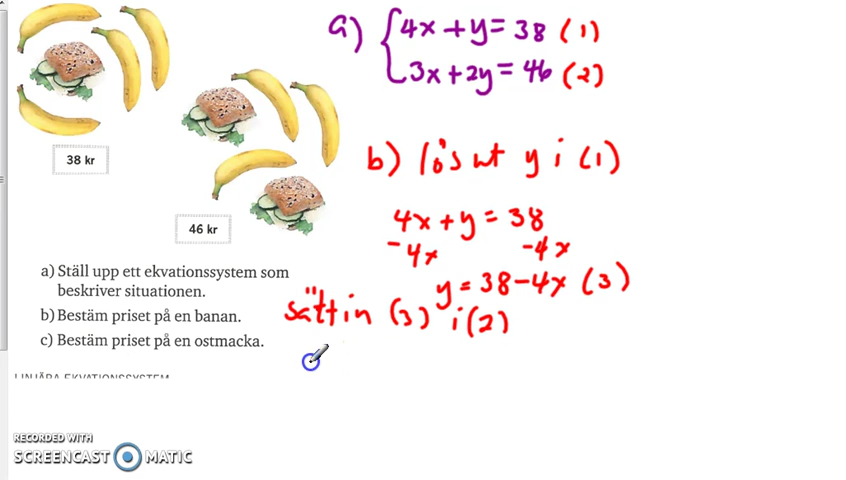 38 kr
46 kr
a) Ställ upp ett ekvationssystem som
beskriver situationen.
b) Bestäm priset på en banan.
c) Bestäm priset på en ostmacka.
LINJÄRA EKVATIONSSYSTEM
a) { 4x + y = 38 (1)
3x + 2y = 46 (2)
b) lös ut y i (1)
4x + y = 38
-4x -4x
y = 38 - 4x (3)
sätt in (3) i (2)
RECORDED WITH
SCREENCAST MATIC